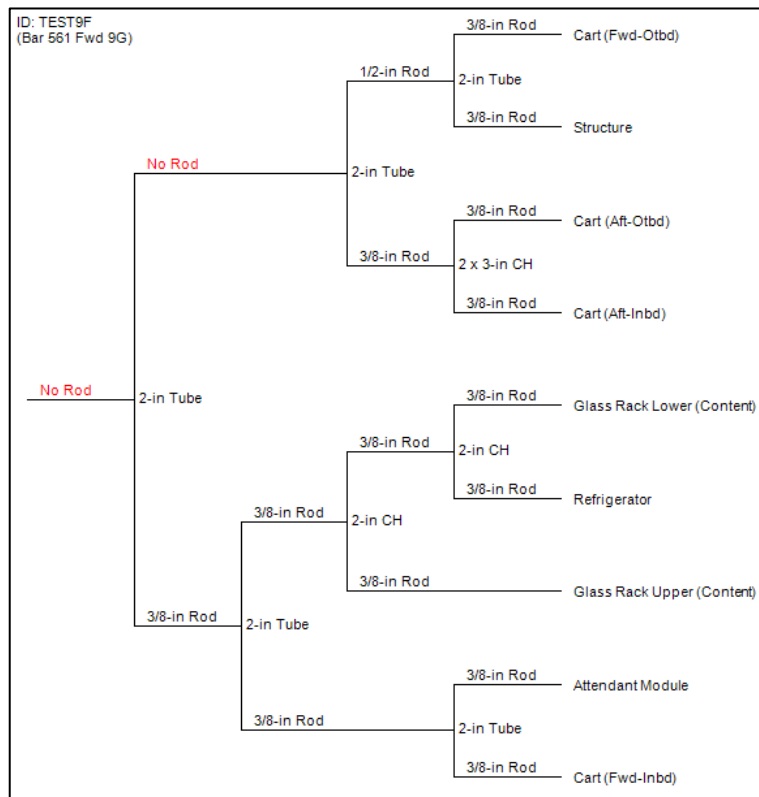 ID: TEST9F
(Bar 561 Fwd 9G)
3/8-in Rod
Cart (Fwd-Otbd)
1/2-in Rod
2-in Tube
3/8-in Rod
Structure
No Rod
2-in Tube
3/8-in Rod
Cart (Aft-Otbd)
3/8-in Rod
2 x 3-in CH
3/8-in Rod
Cart (Aft-Inbd)
No Rod
2-in Tube
3/8-in Rod
Glass Rack Lower (Content)
3/8-in Rod
2-in CH
3/8-in Rod
Refrigerator
3/8-in Rod
2-in CH
3/8-in Rod
Glass Rack Upper (Content)
3/8-in Rod
2-in Tube
3/8-in Rod
Attendant Module
3/8-in Rod
2-in Tube
3/8-in Rod
Cart (Fwd-Inbd)